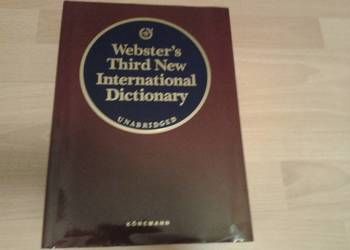 Webster's
Third New
International
Dictionary
UNABRIDGED
KÖNEMANN